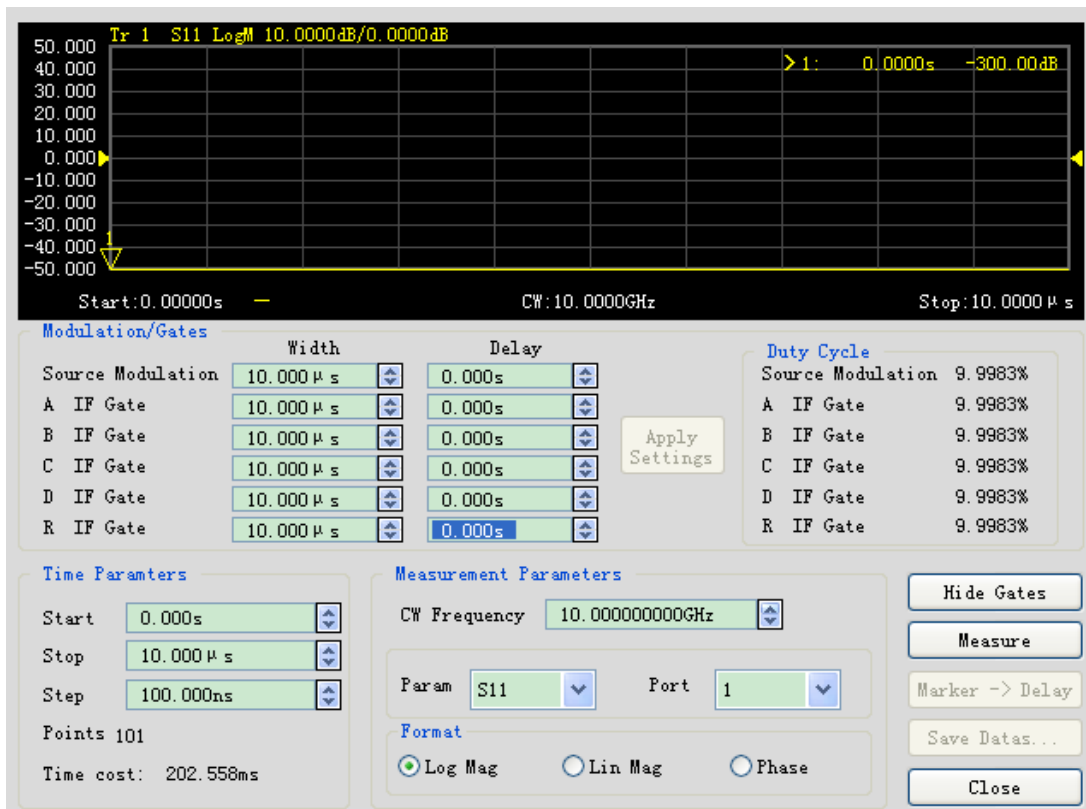 Tr 1 S11 LogM 10.0000dB/0.0000dB
50.000
40.000
>1: 0.0000s -300.00dB
30.000
20.000
10.000
0.000
-10.000
-20.000
-30.000
1
-40.000
-50.000
Start:0.00000s — CW:10.0000GHz Stop:10.0000μs
Modulation/Gates
Width Delay
Source Modulation 10.000μs 0.000s
A IF Gate 10.000μs 0.000s
B IF Gate 10.000μs 0.000s
C IF Gate 10.000μs 0.000s
D IF Gate 10.000μs 0.000s
R IF Gate 10.000μs 0.000s
Apply
Settings
Duty Cycle
Source Modulation 9.9983%
A IF Gate 9.9983%
B IF Gate 9.9983%
C IF Gate 9.9983%
D IF Gate 9.9983%
R IF Gate 9.9983%
Time Paramters
Start 0.000s
Stop 10.000μs
Step 100.000ns
Points 101
Time cost: 202.558ms
Measurement Parameters
CW Frequency 10.000000000GHz
Param S11 Port 1
Format
Log Mag Lin Mag Phase
Hide Gates
Measure
Marker -> Delay
Save Datas...
Close